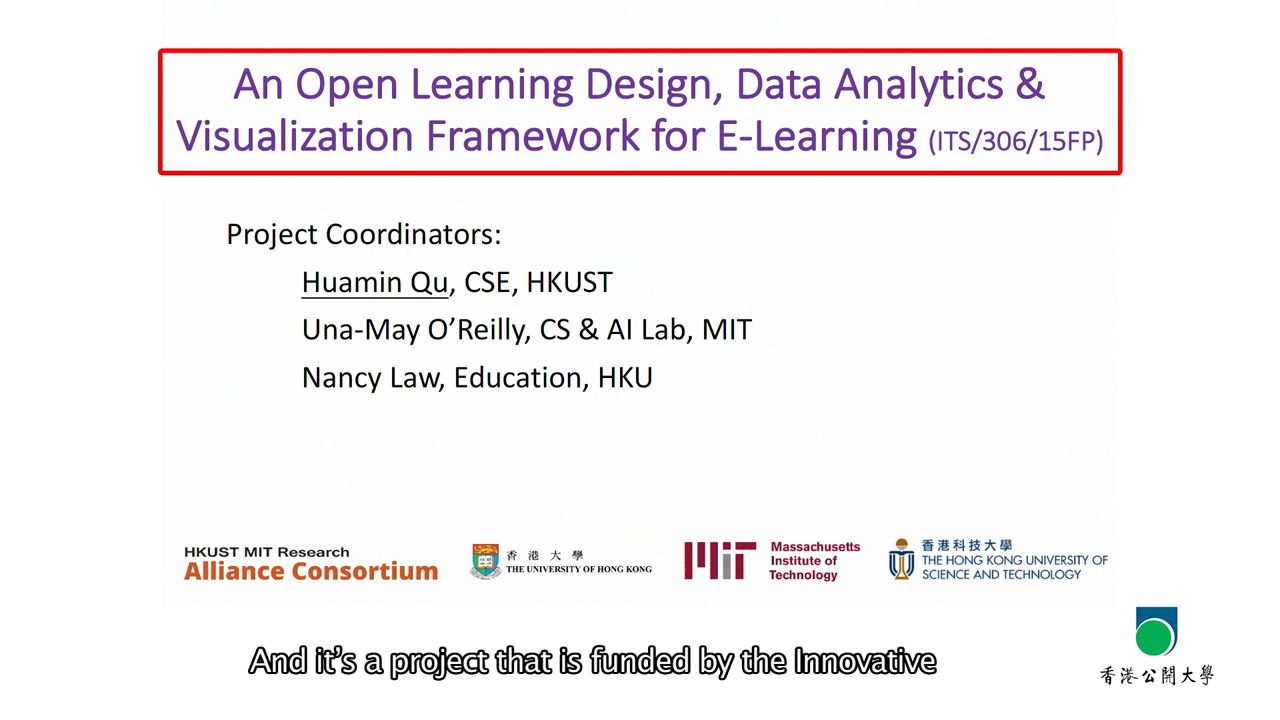 An Open Learning Design, Data Analytics &
Visualization Framework for E-Learning (ITS/306/15FP)
Project Coordinators:
Huamin Qu, CSE, HKUST
Una-May O’Reilly, CS & AI Lab, MIT
Nancy Law, Education, HKU
HKUST MIT Research
Alliance Consortium
香港大學
THE UNIVERSITY OF HONG KONG
MIT
Massachusetts
Institute of
Technology
香港科技大學
THE HONG KONG UNIVERSITY OF
SCIENCE AND TECHNOLOGY
And it’s a project that is funded by the Innovative
香港公開大學